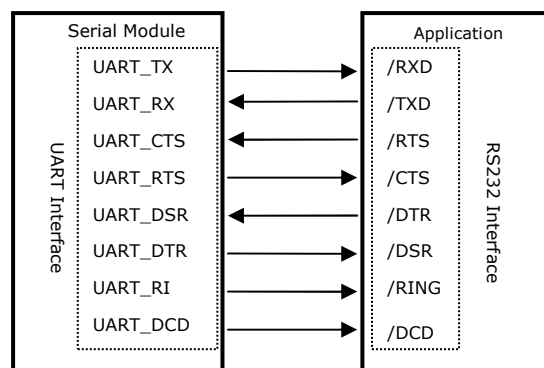 Serial Module
UART Interface
UART_TX
UART_RX
UART_CTS
UART_RTS
UART_DSR
UART_DTR
UART_RI
UART_DCD
Application
/RXD
/TXD
/RTS
/CTS
/DTR
/DSR
/RING
/DCD
RS232 Interface